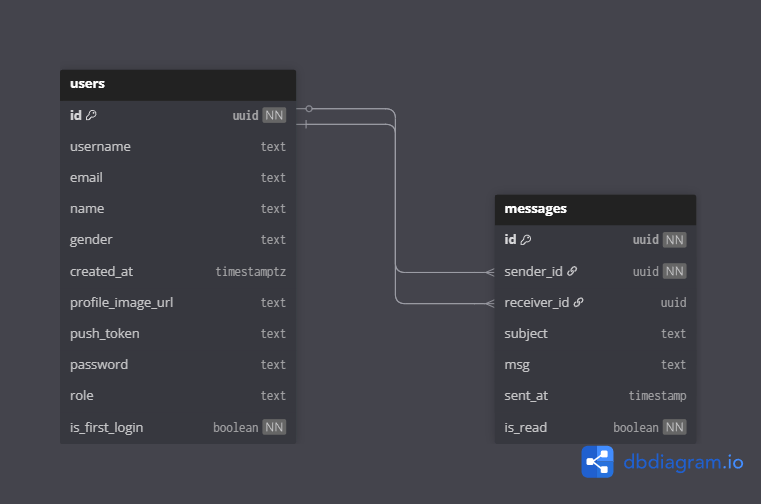 users
id uuid NN
username text
email text
name text
gender text
created_at timestamptz
profile_image_url text
push_token text
password text
role text
is_first_login boolean NN
messages
id uuid NN
sender_id uuid NN
receiver_id uuid
subject text
msg text
sent_at timestamp
is_read boolean NN
dbdiagram.io